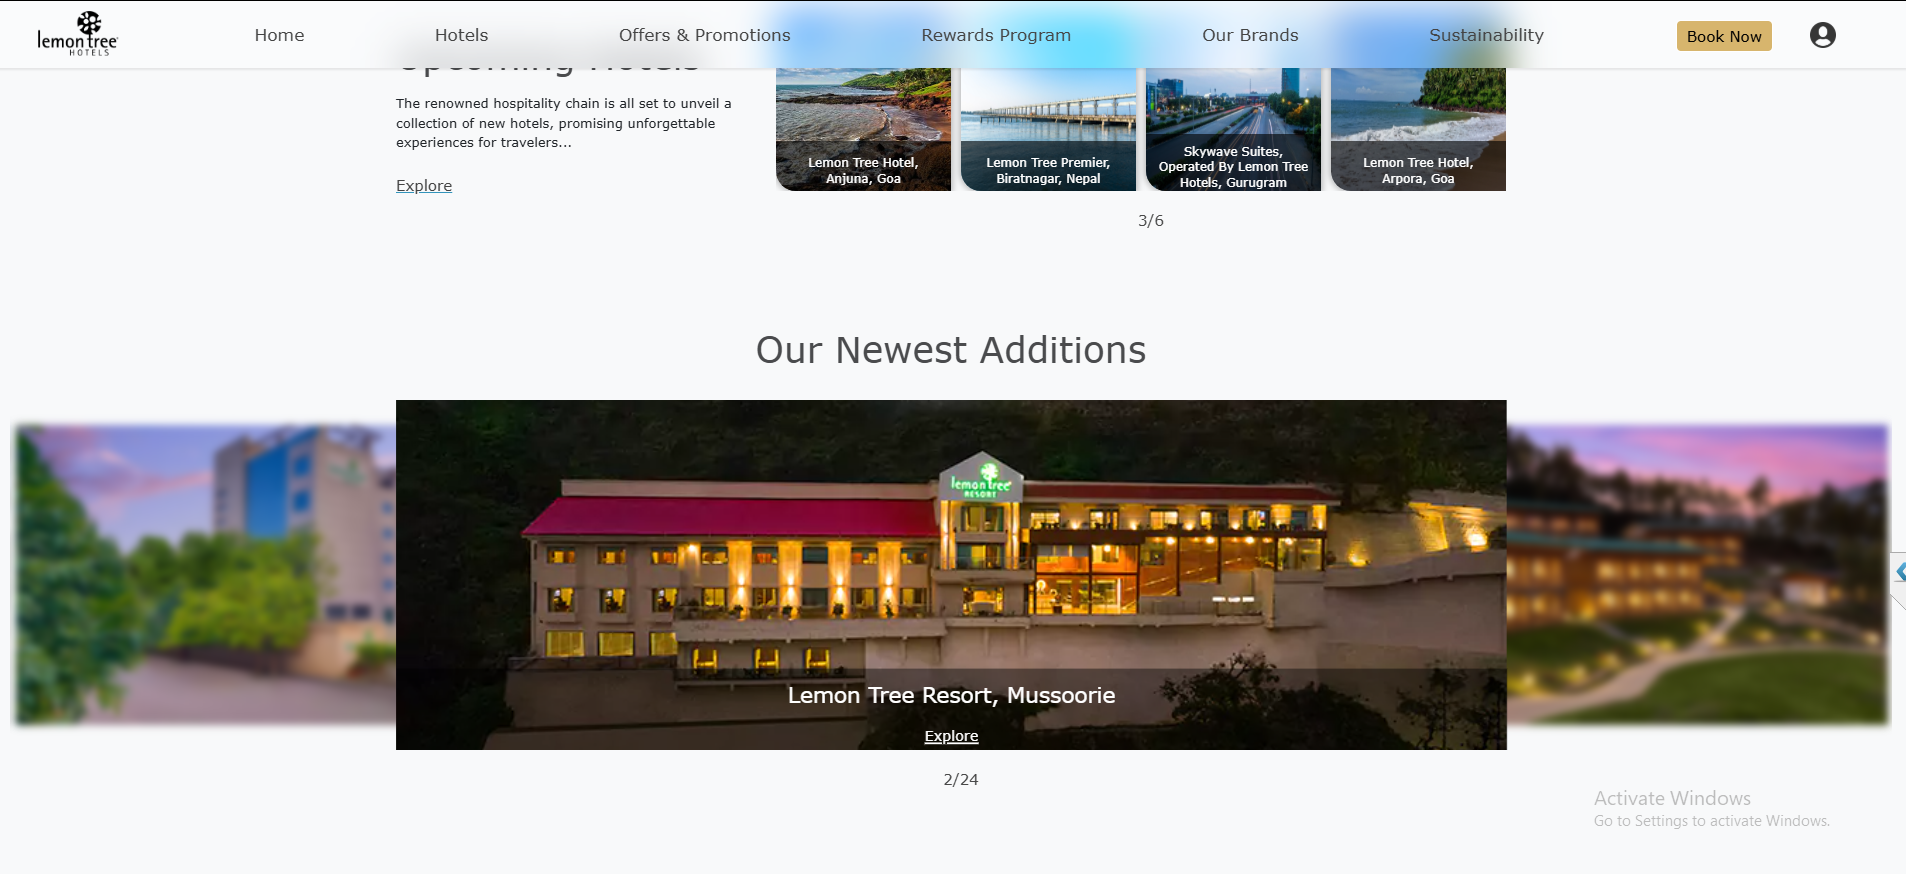 lemon tree
HOTELS
Home
Hotels
Offers & Promotions
Rewards Program
Our Brands
Sustainability
Book Now
Upcoming Hotels
The renowned hospitality chain is all set to unveil a
collection of new hotels, promising unforgettable
experiences for travelers...
Explore
Lemon Tree Hotel,
Anjuna, Goa
Lemon Tree Premier,
Biratnagar, Nepal
Skywave Suites,
Operated By Lemon Tree
Hotels, Gurugram
Lemon Tree Hotel,
Arpora, Goa
3/6
Our Newest Additions
lemon tree
RESORT
Lemon Tree Resort, Mussoorie
Explore
2/24
Activate Windows
Go to Settings to activate Windows.